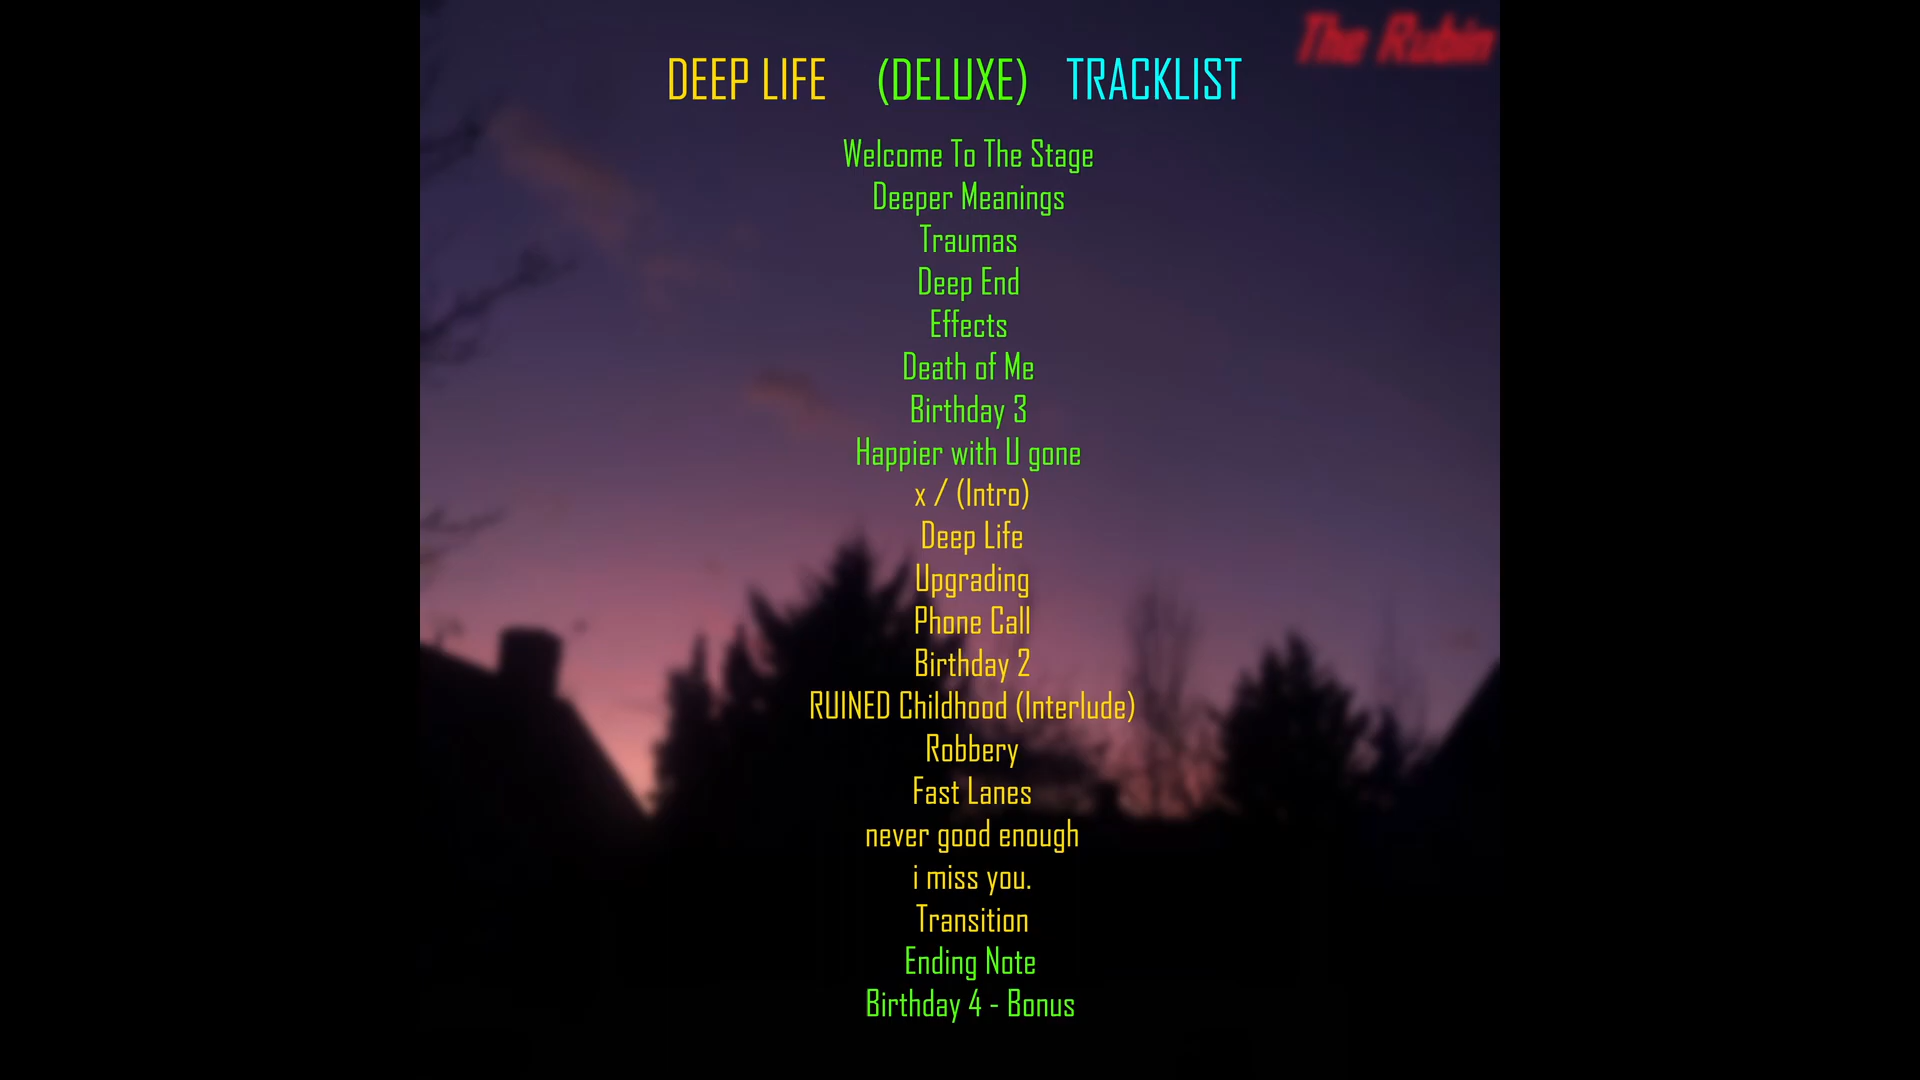 The Rubin
DEEP LIFE (DELUXE) TRACKLIST
Welcome To The Stage
Deeper Meanings
Traumas
Deep End
Effects
Death of Me
Birthday 3
Happier with U gone
x / (Intro)
Deep Life
Upgrading
Phone Call
Birthday 2
RUINED Childhood (Interlude)
Robbery
Fast Lanes
never good enough
i miss you.
Transition
Ending Note
Birthday 4 - Bonus